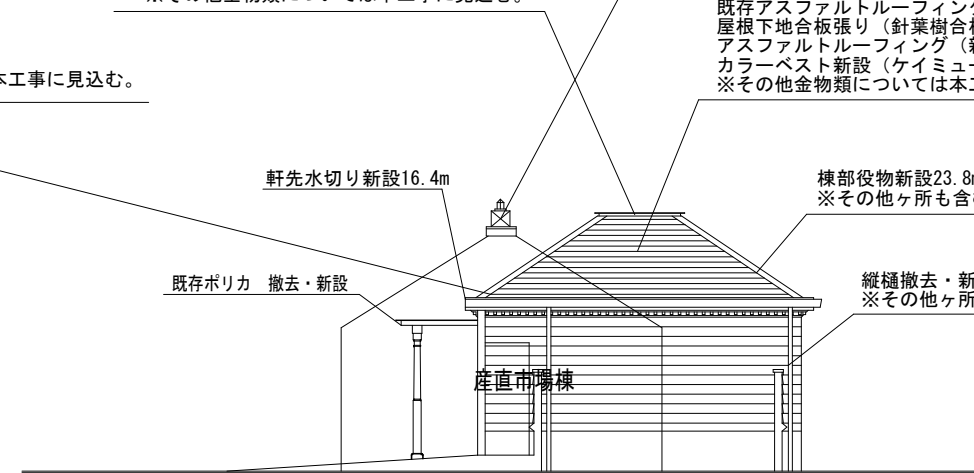 ※その他金物類については本工事に見込む。
既存アスファルトルーフィング
屋根下地合板張り（針葉樹合板
アスファルトルーフィング（新
カラーベスト新設（ケイミュー
※その他金物類については本工
本工事に見込む。
軒先水切り新設16.4m
棟部役物新設23.8m
※その他ヶ所も含む
既存ポリカ　撤去・新設
縦樋撤去・新
※その他ヶ所
産直市場棟